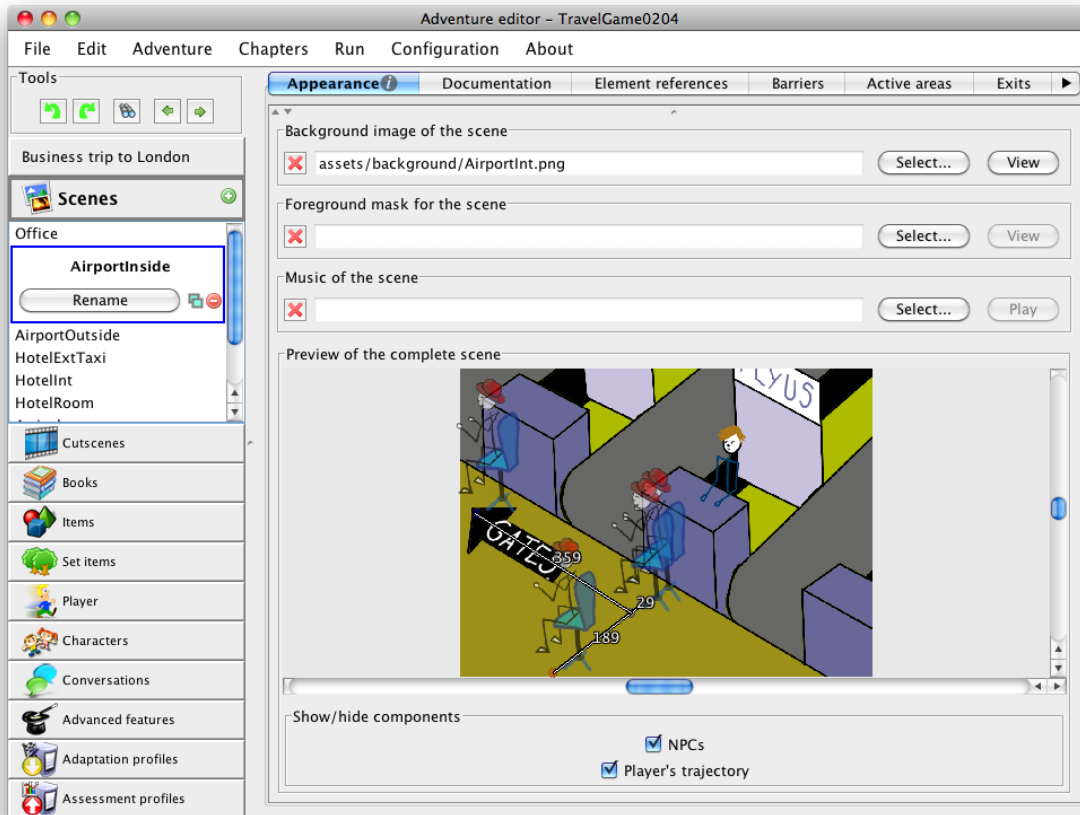 Adventure editor – TravelGame0204
File Edit Adventure Chapters Run Configuration About
Tools
Business trip to London
Scenes
Office
AirportInside
Rename
AirportOutside
HotelExtTaxi
HotelInt
HotelRoom
Cutscenes
Books
Items
Set items
Player
Characters
Conversations
Advanced features
Adaptation profiles
Assessment profiles
Appearance Documentation Element references Barriers Active areas Exits
Background image of the scene
assets/background/AirportInt.png Select... View
Foreground mask for the scene
Select... View
Music of the scene
Select... Play
Preview of the complete scene
FLYUS
GATES
359
29
189
Show/hide components
NPCs
Player's trajectory